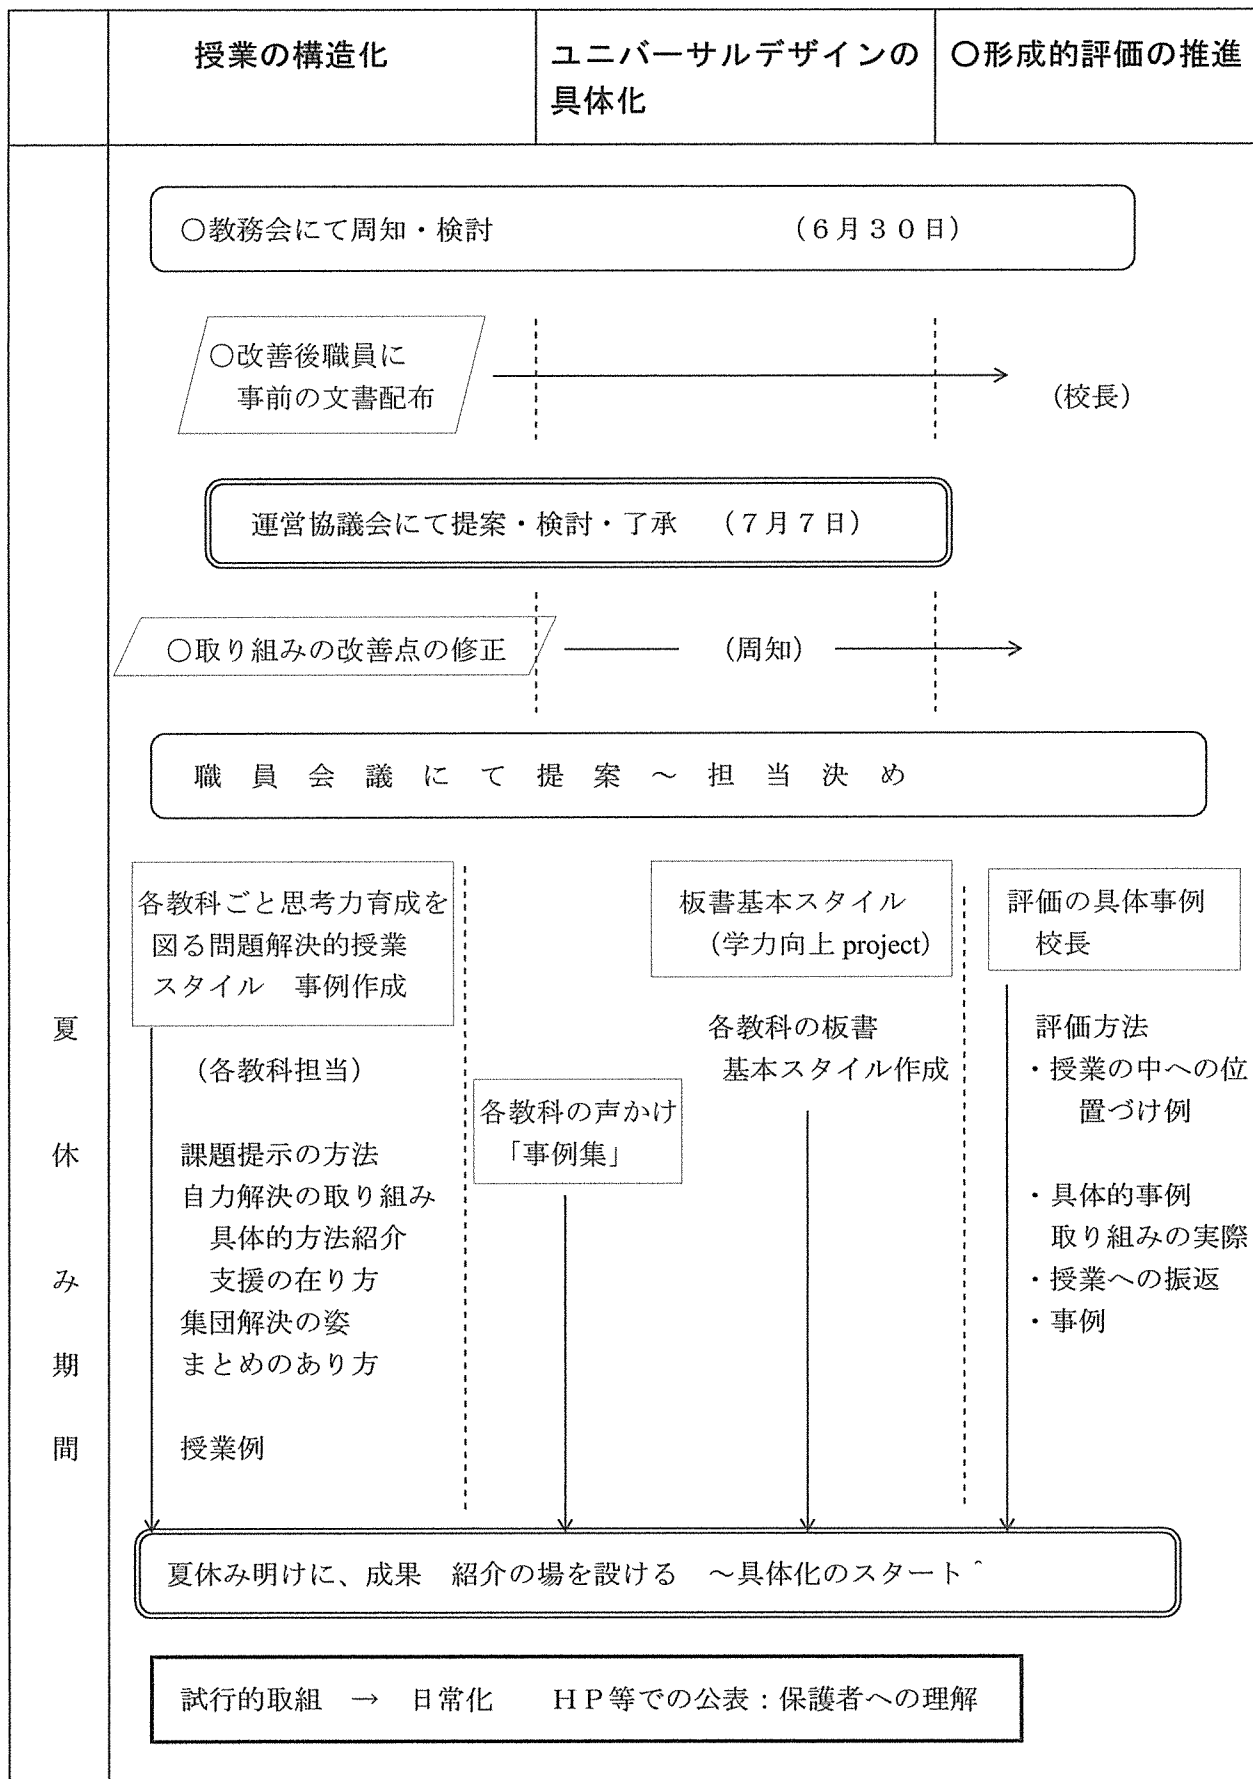 授業の構造化
ユニバーサルデザインの
具体化
○形成的評価の推進
○教務会にて周知・検討　（６月３０日）
○改善後職員に
事前の文書配布
（校長）
運営協議会にて提案・検討・了承　（７月７日）
○取り組みの改善点の修正
（周知）
職員会議にて提案～担当決め
夏休み期間
各教科ごと思考力育成を
図る問題解決的授業
スタイル　事例作成
（各教科担当）
課題提示の方法
自力解決の取り組み
具体的方法紹介
支援の在り方
集団解決の姿
まとめのあり方
授業例
各教科の声かけ
「事例集」
板書基本スタイル
（学力向上 project）
各教科の板書
基本スタイル作成
評価の具体事例
校長
評価方法
・授業の中への位
置づけ例
・具体的事例
取り組みの実際
・授業への振返
・事例
夏休み明けに、成果　紹介の場を設ける　～具体化のスタート＾
試行的取組　→　日常化　　ＨＰ等での公表：保護者への理解